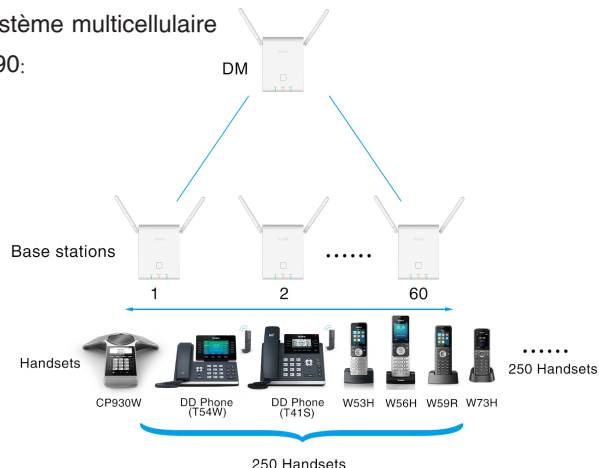 stème multicellulaire
90:
DM
Base stations
......
1
2
60
Handsets
......
250 Handsets
CP930W
DD Phone
(T54W)
DD Phone
(T41S)
W53H
W56H
W59R
W73H
250 Handsets